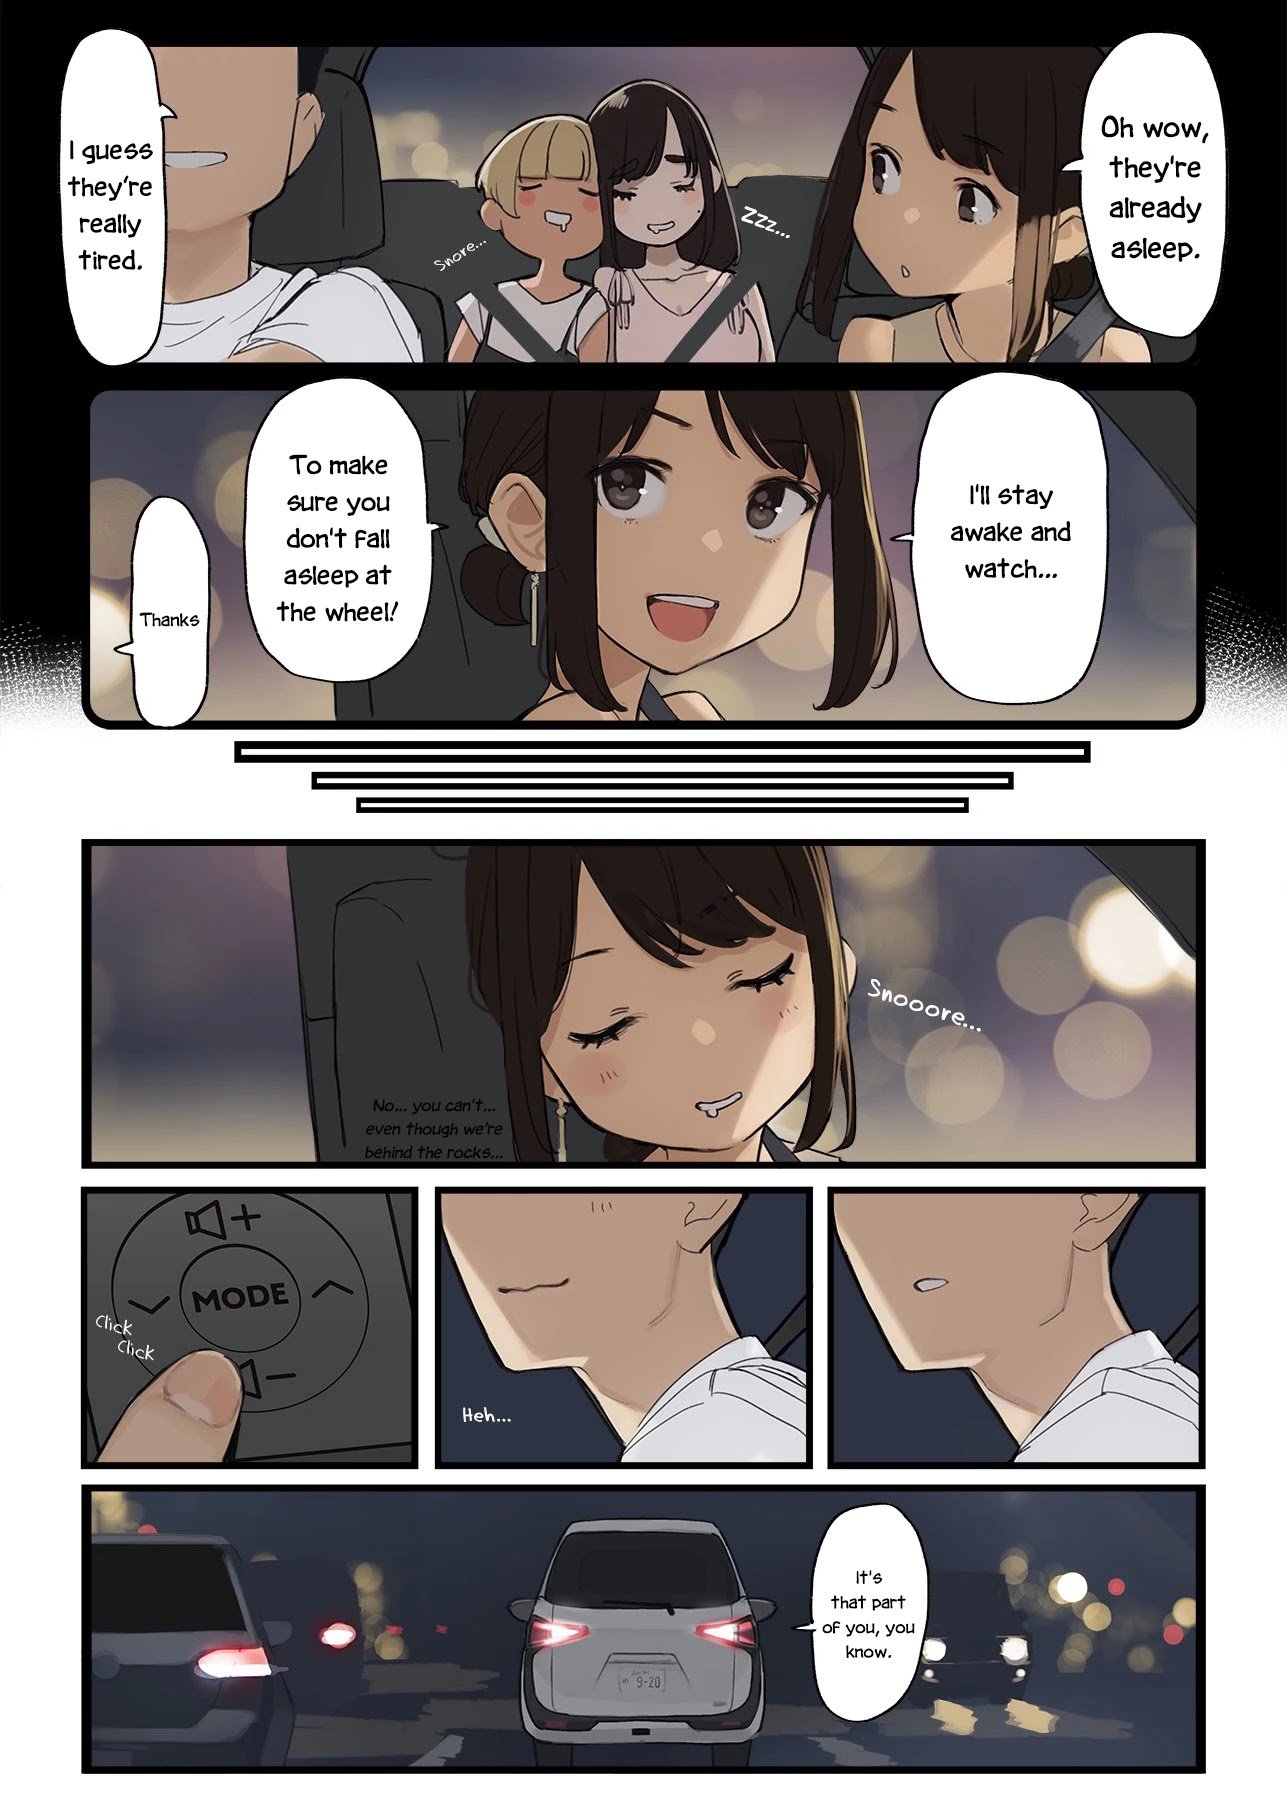 Oh wow,
they're
already
asleep.
Zzz...
Snore...
I guess
they're
really
tired.
I'll stay
awake and
watch...
To make
sure you
don't fall
asleep at
the wheel!
Thanks
Snooore...
No... you can't...
even though we're
behind the rocks...
Heh...
+
MODE
-
Click
Click
It's
that part
of you, you
know.
9-20